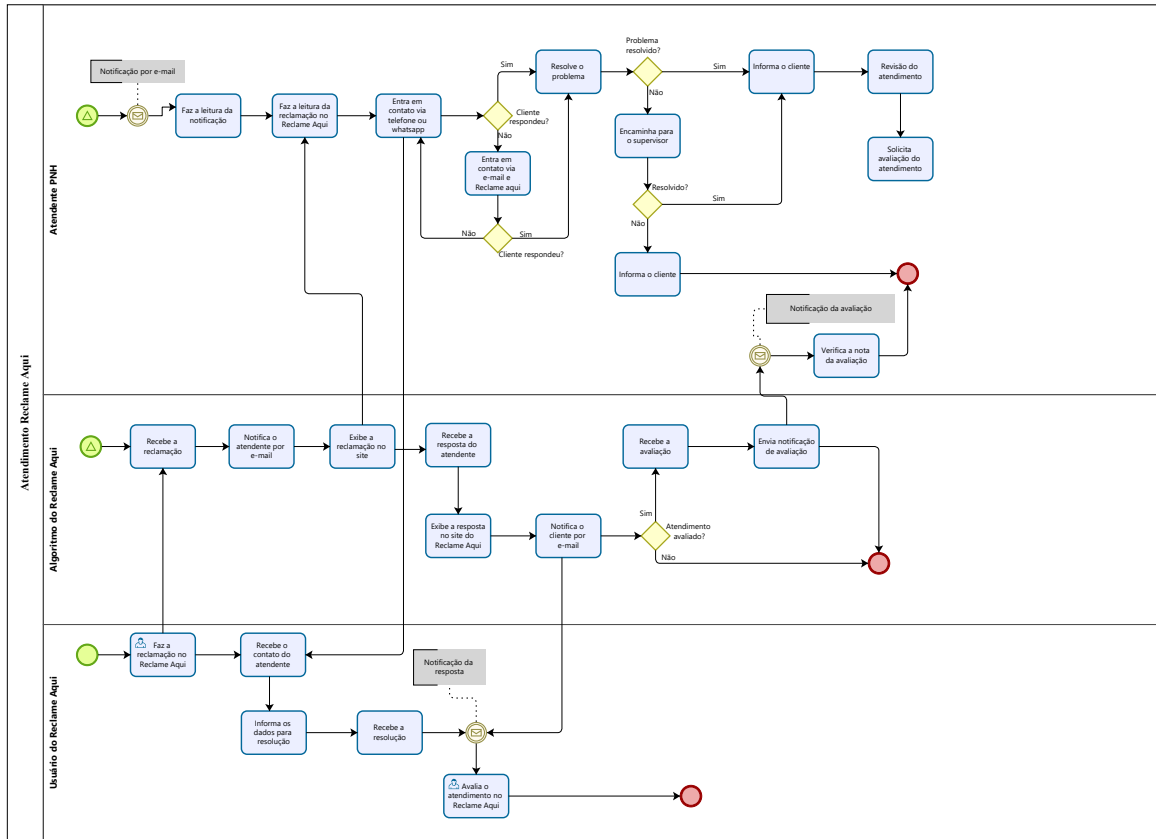 Atendimento Reclame Aqui
Atendente PNH
Notificação por e-mail
Faz a leitura da
notificação
Faz a leitura da
reclamação no
Reclame Aqui
Entra em
contato via
telefone ou
whatsapp
Sim
Cliente
respondeu?
Não
Entra em
contato via
e-mail e
Reclame aqui
Não
Sim
Cliente respondeu?
Resolve o
problema
Problema
resolvido?
Sim
Não
Encaminha para
o supervisor
Resolvido?
Sim
Não
Informa o cliente
Informa o cliente
Revisão do
atendimento
Solicita
avaliação do
atendimento
Notificação da avaliação
Verifica a nota
da avaliação
Algoritmo do Reclame Aqui
Recebe a
reclamação
Notifica o
atendente por
e-mail
Exibe a
reclamação no
site
Recebe a
resposta do
atendente
Exibe a resposta
no site do
Reclame Aqui
Notifica o
cliente por
e-mail
Atendimento
avaliado?
Sim
Não
Recebe a
avaliação
Envia notificação
de avaliação
Usuário do Reclame Aqui
Faz a
reclamação no
Reclame Aqui
Recebe o
contato do
atendente
Informa os
dados para
resolução
Recebe a
resolução
Notificação da
resposta
Avalia o
atendimento no
Reclame Aqui